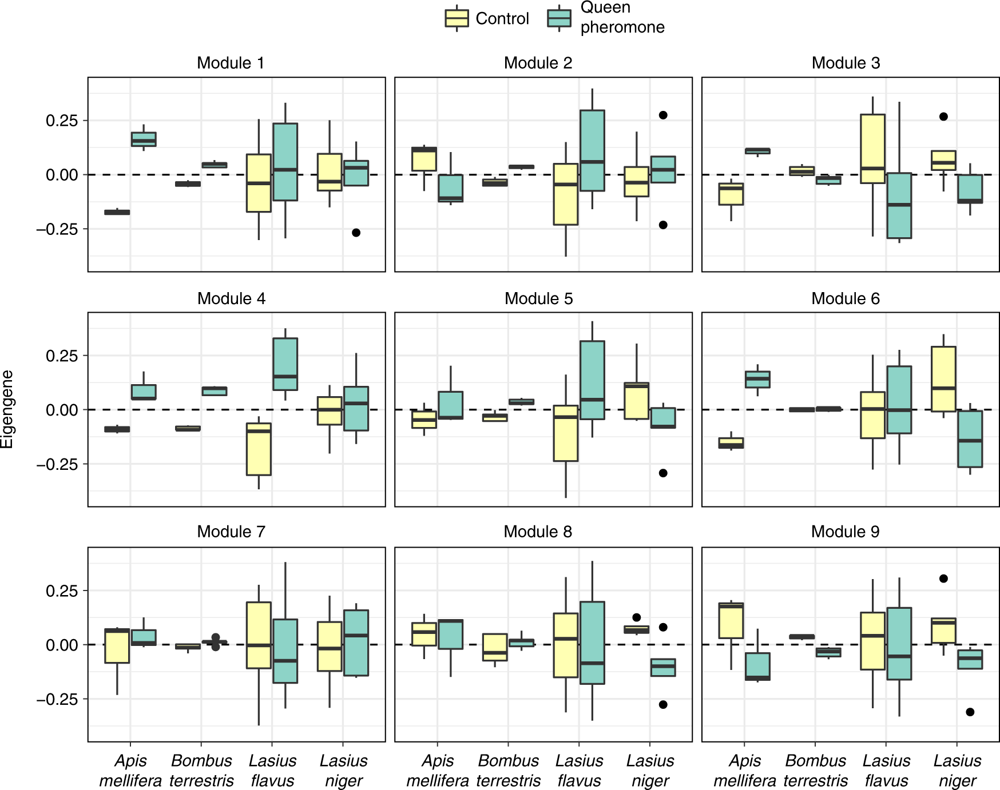 Control
Queen
pheromone
Module 1
Module 2
Module 3
0.25
0.00
−0.25
Module 4
Module 5
Module 6
0.25
0.00
−0.25
Eigengene
Module 7
Module 8
Module 9
0.25
0.00
−0.25
Apis Bombus Lasius Lasius
mellifera terrestris flavus niger
Apis Bombus Lasius Lasius
mellifera terrestris flavus niger
Apis Bombus Lasius Lasius
mellifera terrestris flavus niger